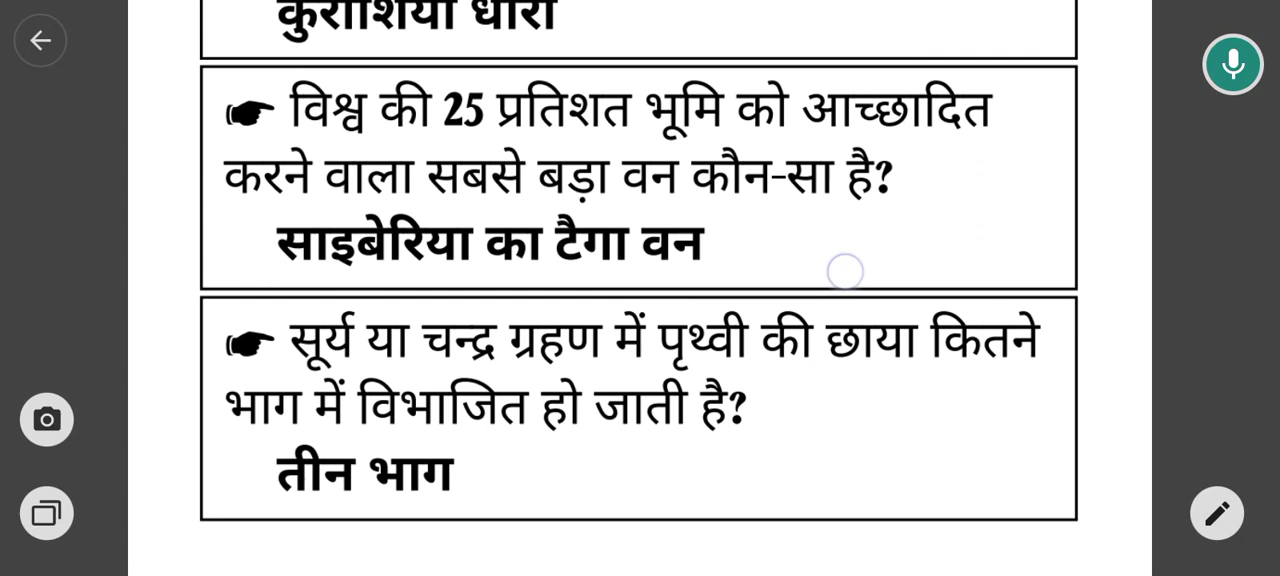 कुरोशियो धारा
☛ विश्व की 25 प्रतिशत भूमि को आच्छादित
करने वाला सबसे बड़ा वन कौन-सा है?
साइबेरिया का टैगा वन
☛ सूर्य या चन्द्र ग्रहण में पृथ्वी की छाया कितने
भाग में विभाजित हो जाती है?
तीन भाग